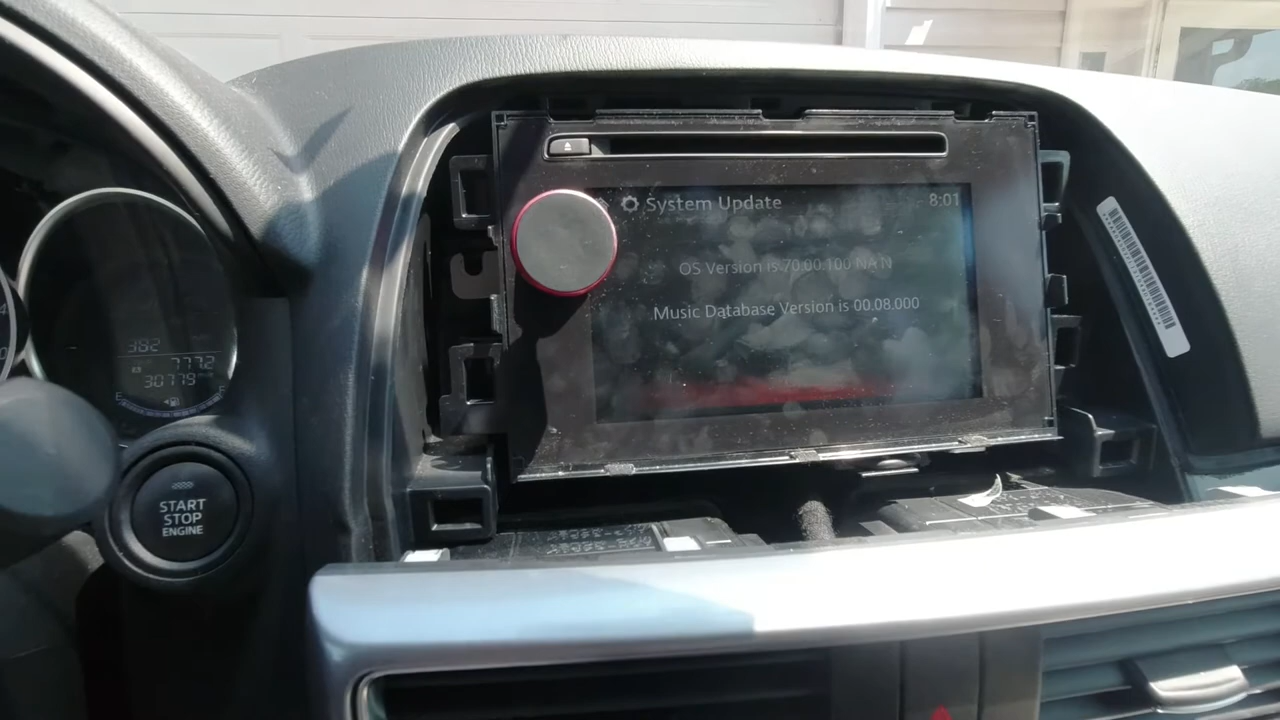 System Update
8:01
OS Version is 70.00.100 NA N
Music Database Version is 00.08.000
382
7772
30779
E
F
START
STOP
ENGINE